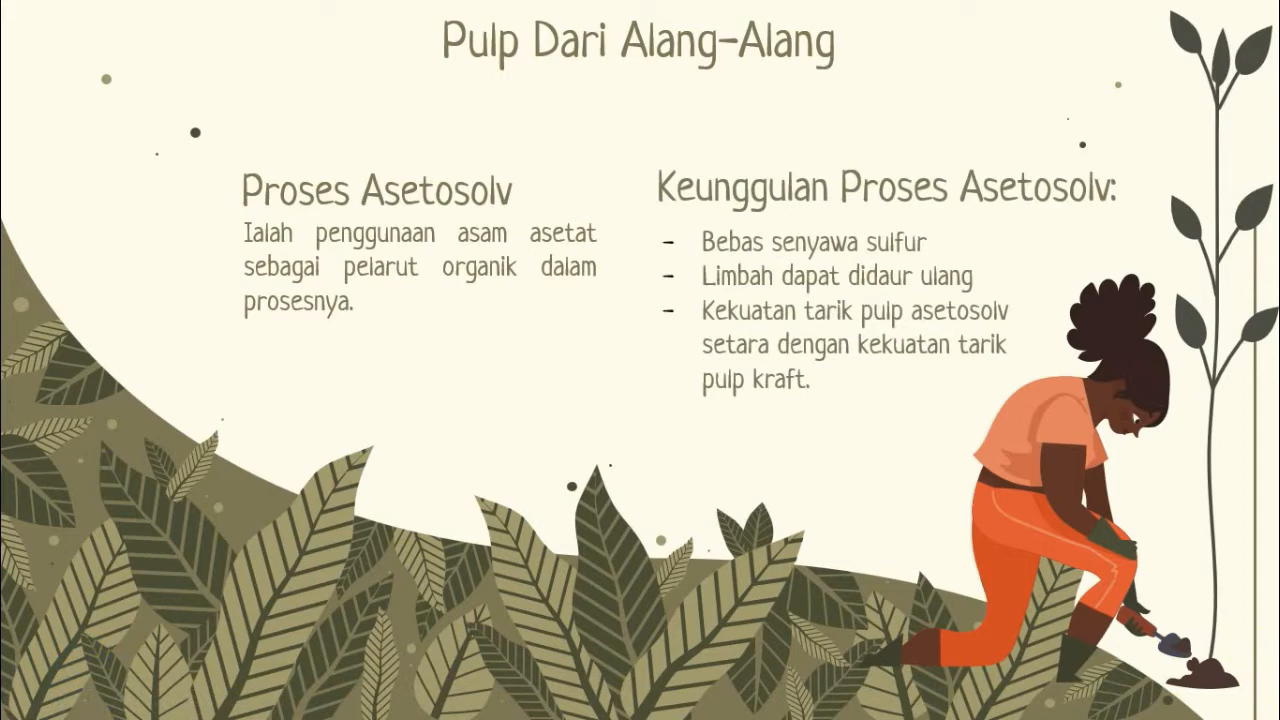 Pulp Dari Alang-Alang
Proses Asetosolv
Ialah penggunaan asam asetat
sebagai pelarut organik dalam
prosesnya.
Keunggulan Proses Asetosolv:
- Bebas senyawa sulfur
- Limbah dapat didaur ulang
- Kekuatan tarik pulp asetosolv
setara dengan kekuatan tarik
pulp kraft.